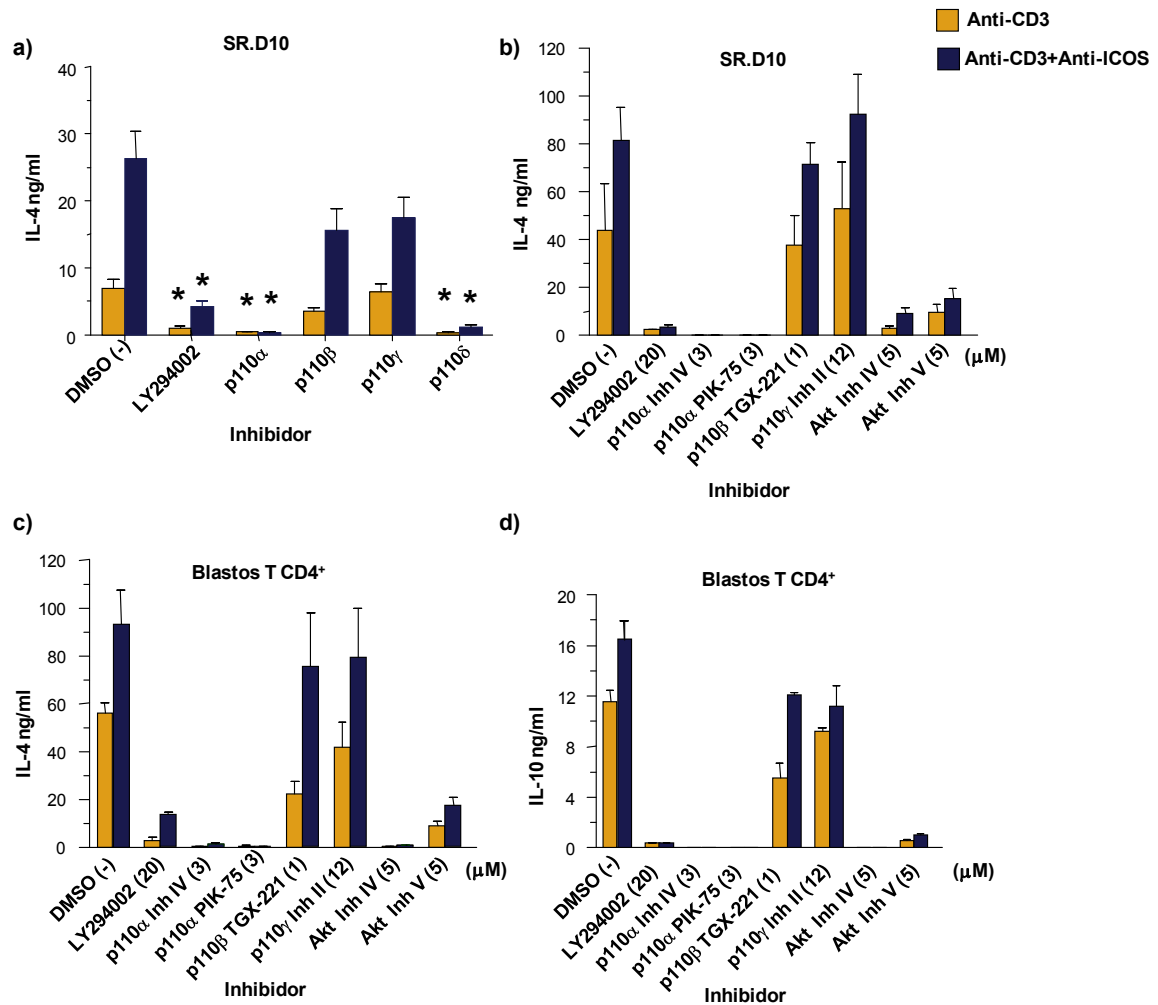 Anti-CD3
Anti-CD3+Anti-ICOS
a)
SR.D10
IL-4 ng/ml
40
30
20
10
0
* * * * * *
DMSO (-)
LY294002
p110α
p110β
p110γ
p110δ
Inhibidor
b)
SR.D10
IL-4 ng/ml
120
100
80
60
40
20
0
DMSO (-)
LY294002 (20)
p110α Inh IV (3)
p110α PIK-75 (3)
p110β TGX-221 (1)
p110γ Inh II (12)
Akt Inh IV (5)
Akt Inh V (5)
(μM)
Inhibidor
c)
Blastos T CD4+
IL-4 ng/ml
120
100
80
60
40
20
0
DMSO (-)
LY294002 (20)
p110α Inh IV (3)
p110α PIK-75 (3)
p110β TGX-221 (1)
p110γ Inh II (12)
Akt Inh IV (5)
Akt Inh V (5)
(μM)
Inhibidor
d)
Blastos T CD4+
IL-10 ng/ml
20
16
12
8
4
0
DMSO (-)
LY294002 (20)
p110α Inh IV (3)
p110α PIK-75 (3)
p110β TGX-221 (1)
p110γ Inh II (12)
Akt Inh IV (5)
Akt Inh V (5)
(μM)
Inhibidor